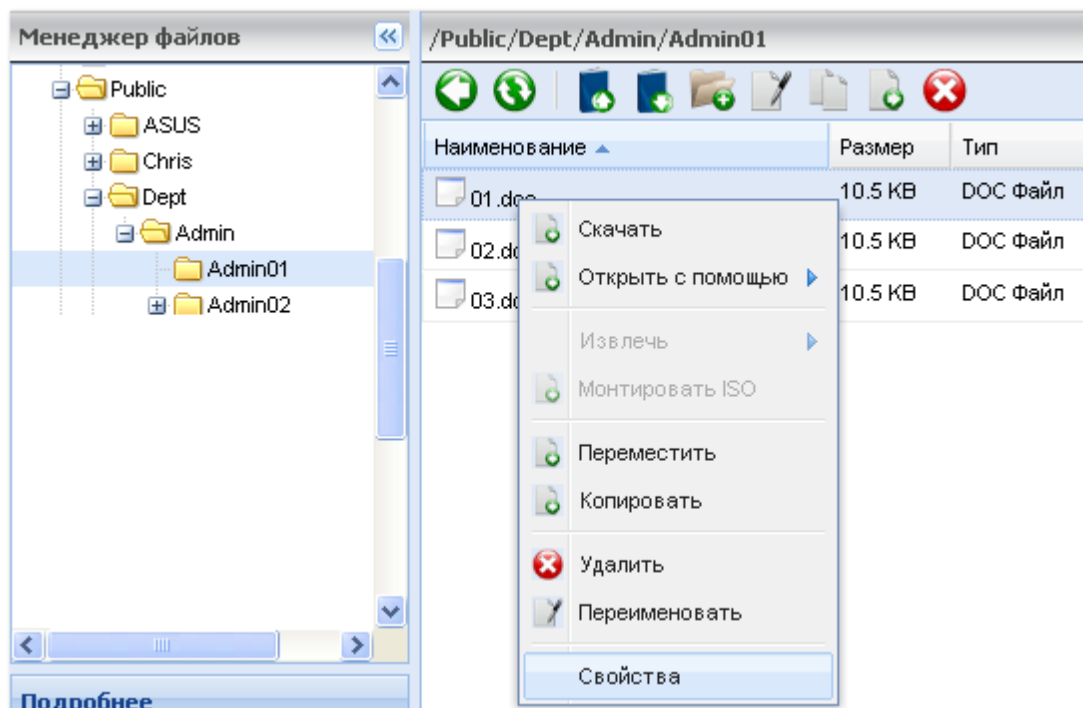 Менеджер файлов
Public
ASUS
Chris
Dept
Admin
Admin01
Admin02
Подробнее
/Public/Dept/Admin/Admin01
Наименование Размер Тип
01.doc 10.5 KB DOC Файл
02.do 10.5 KB DOC Файл
03.do 10.5 KB DOC Файл
Скачать
Открыть с помощью
Извлечь
Монтировать ISO
Переместить
Копировать
Удалить
Переименовать
Свойства